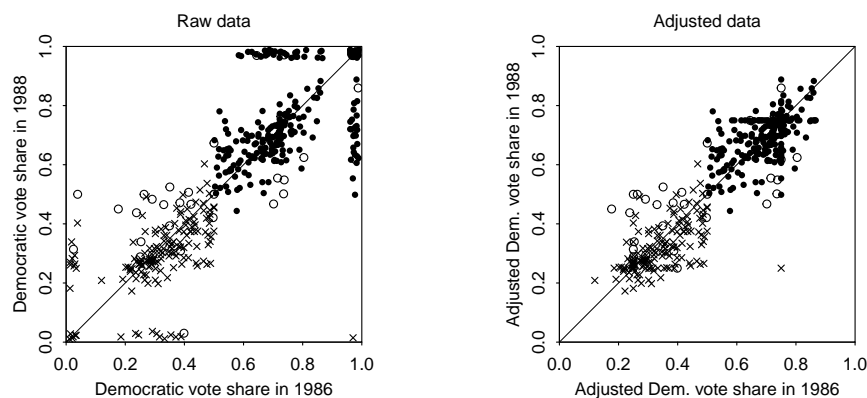 Raw data
Democratic vote share in 1988
0.0 0.2 0.4 0.6 0.8 1.0
0.0 0.2 0.4 0.6 0.8 1.0
Democratic vote share in 1986
Adjusted data
Adjusted Dem. vote share in 1988
0.0 0.2 0.4 0.6 0.8 1.0
0.0 0.2 0.4 0.6 0.8 1.0
Adjusted Dem. vote share in 1986